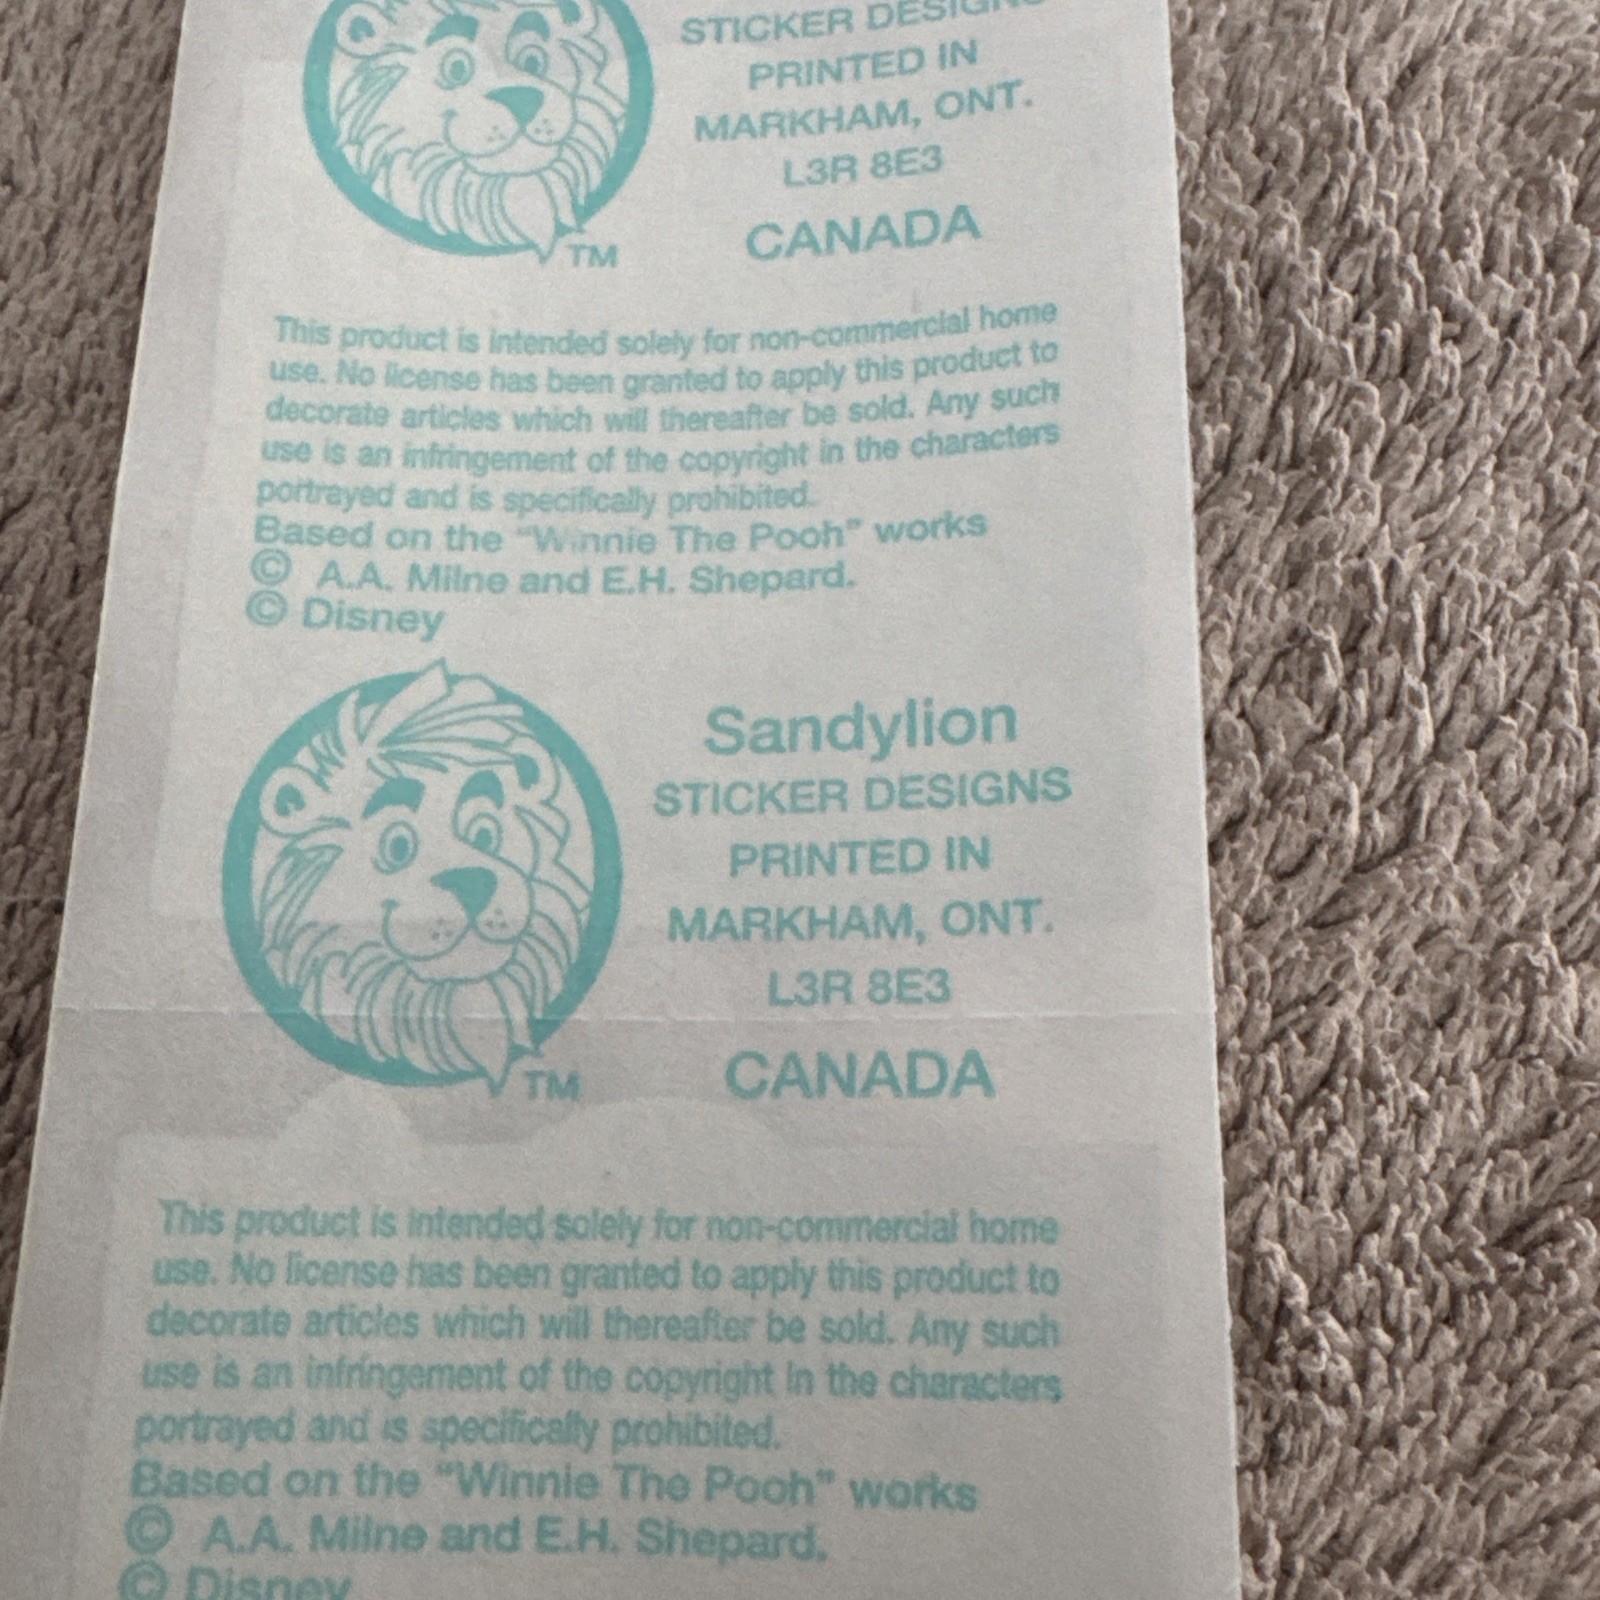 STICKER DESIGNS
PRINTED IN
MARKHAM, ONT.
L3R 8E3
CANADA
TM
This product is intended solely for non-commercial home
use. No license has been granted to apply this product to
decorate articles which will thereafter be sold. Any such
use is an infringement of the copyright in the characters
portrayed and is specifically prohibited.
Based on the "Winnie The Pooh" works
© A.A. Milne and E.H. Shepard.
© Disney
Sandylion
STICKER DESIGNS
PRINTED IN
MARKHAM, ONT.
L3R 8E3
CANADA
TM
This product is intended solely for non-commercial home
use. No license has been granted to apply this product to
decorate articles which will thereafter be sold. Any such
use is an infringement of the copyright in the characters
portrayed and is specifically prohibited.
Based on the "Winnie The Pooh" works
© A.A. Milne and E.H. Shepard.
© Disney